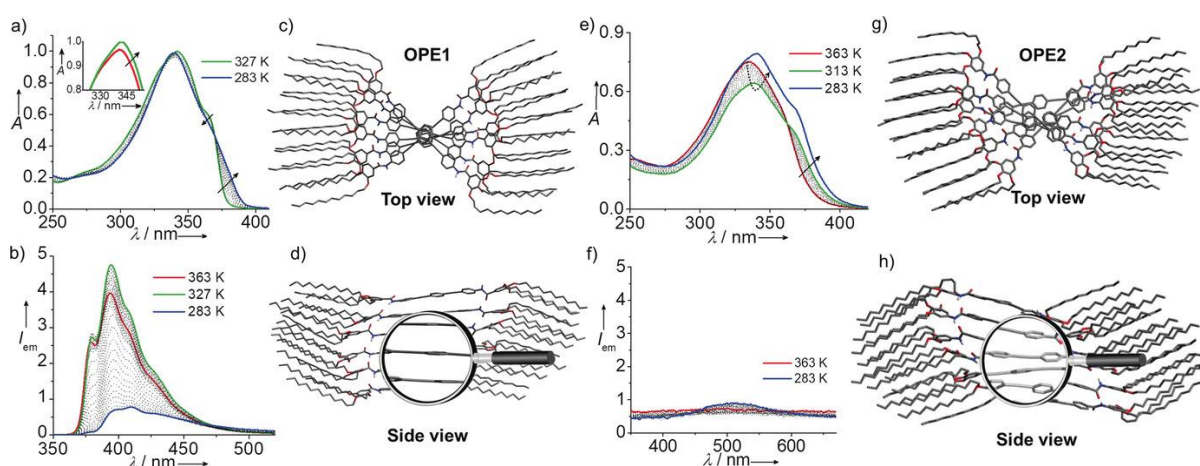 a)
1.0
0.8
0.6
0.4
0.2
0.0
A
250 300 350 400
λ / nm
1.0
0.9
0.8
A
330 345
λ / nm
327 K
283 K
b)
5
4
3
2
1
0
I em
350 400 450 500
λ / nm
363 K
327 K
283 K
c)
OPE1
Top view
d)
Side view
e)
0.9
0.6
0.3
0.0
A
250 300 350 400
λ / nm
363 K
313 K
283 K
f)
5
4
3
2
1
0
I em
400 500 600
λ / nm
363 K
283 K
g)
OPE2
Top view
h)
Side view